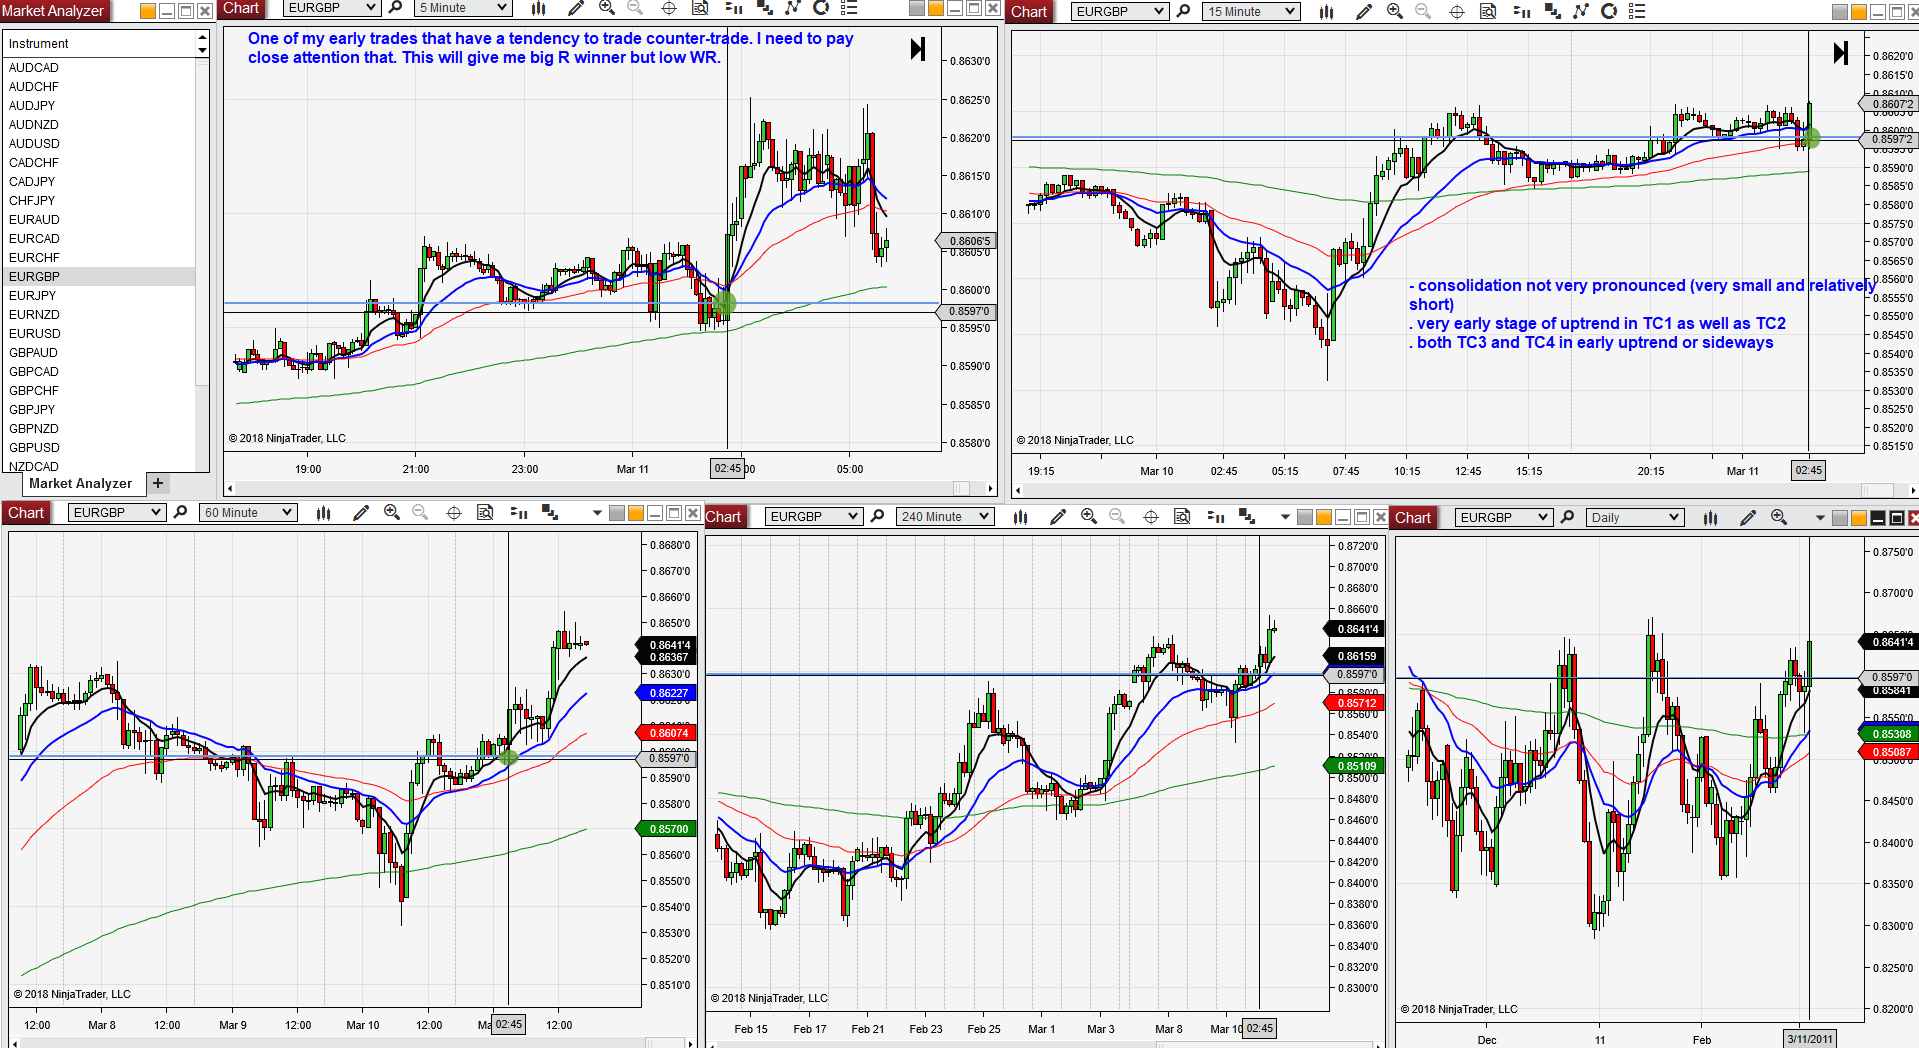 Market Analyzer
Instrument
AUDCAD
AUDCHF
AUDJPY
AUDNZD
AUDUSD
CADCHF
CADJPY
CHFJPY
EURAUD
EURCAD
EURCHF
EURGBP
EURJPY
EURNZD
EURUSD
GBPAUD
GBPCAD
GBPCHF
GBPJPY
GBPNZD
GBPUSD
NZDCAD
Market Analyzer +
Chart EURGBP 5 Minute
One of my early trades that have a tendency to trade counter-trade. I need to pay
close attention that. This will give me big R winner but low WR.
0.8630'0
0.8625'0
0.8620'0
0.8615'0
0.8610'0
0.8606'5
0.8605'0
0.8600'0
0.8597'0
0.8595'0
0.8590'0
0.8585'0
0.8580'0
© 2018 NinjaTrader, LLC
19:00 21:00 23:00 Mar 11 02:45 05:00
Chart EURGBP 15 Minute
0.8620'0
0.8615'0
0.8610'0
0.8607'2
0.8605'0
0.8600'0
0.8597'2
0.8595'0
0.8590'0
0.8585'0
0.8580'0
0.8575'0
0.8570'0
0.8565'0
0.8560'0
0.8555'0
0.8550'0
0.8545'0
0.8540'0
0.8535'0
0.8530'0
0.8525'0
0.8520'0
0.8515'0
- consolidation not very pronounced (very small and relatively
short)
. very early stage of uptrend in TC1 as well as TC2
. both TC3 and TC4 in early uptrend or sideways
© 2018 NinjaTrader, LLC
19:15 Mar 10 02:45 05:15 07:45 10:15 12:45 15:15 20:15 Mar 11 02:45
Chart EURGBP 60 Minute
0.8680'0
0.8670'0
0.8660'0
0.8650'0
0.8641'4
0.86367
0.8630'0
0.86227
0.86074
0.8597'0
0.8590'0
0.8580'0
0.85700
0.8560'0
0.8550'0
0.8540'0
0.8530'0
0.8520'0
0.8510'0
© 2018 NinjaTrader, LLC
12:00 Mar 8 12:00 Mar 9 12:00 Mar 10 12:00 Ma 02:45 12:00
Chart EURGBP 240 Minute
0.8720'0
0.8700'0
0.8680'0
0.8660'0
0.8641'4
0.86159
0.8597'0
0.8580'0
0.85712
0.8560'0
0.8540'0
0.8520'0
0.85109
0.8500'0
0.8480'0
0.8460'0
0.8440'0
0.8420'0
0.8400'0
0.8380'0
0.8360'0
0.8340'0
0.8320'0
0.8300'0
© 2018 NinjaTrader, LLC
Feb 15 Feb 17 Feb 21 Feb 23 Feb 25 Mar 1 Mar 3 Mar 8 Mar 10 02:45
Chart EURGBP Daily
0.8750'0
0.8700'0
0.8641'4
0.8597'0
0.85841
0.8550'0
0.85308
0.85087
0.8500'0
0.8450'0
0.8400'0
0.8350'0
0.8300'0
0.8250'0
0.8200'0
© 2018 NinjaTrader, LLC
Dec 11 Feb 3/11/2011